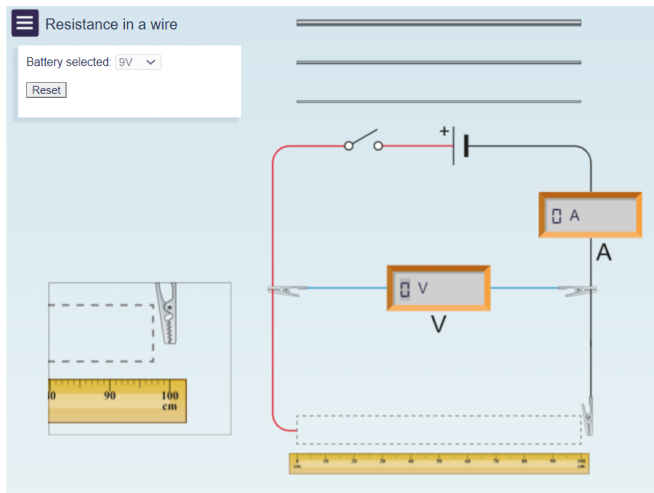 Resistance in a wire
Battery selected: 9V
Reset
+
0 A
A
0 V
V
90
100
cm